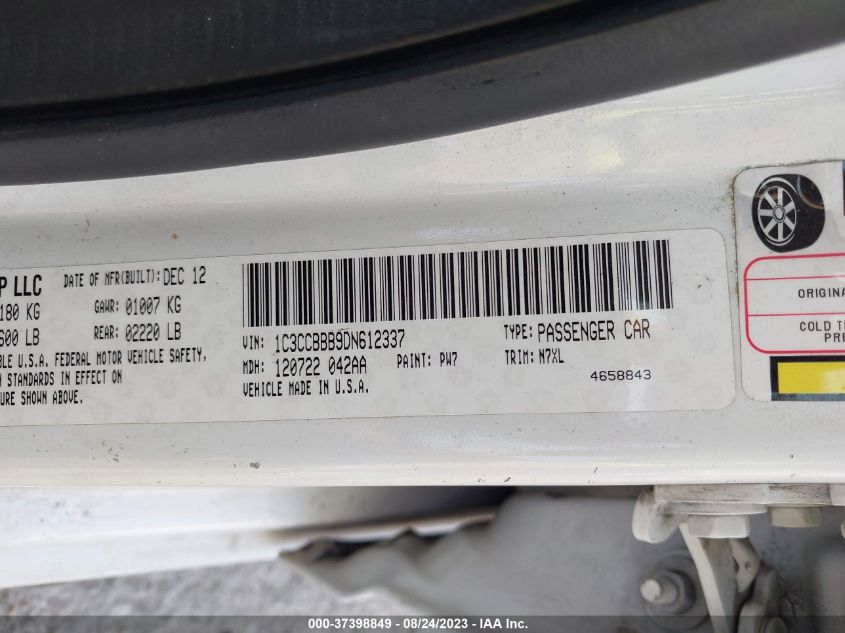 P LLC DATE OF MFR(BUILT): DEC 12
180 KG GAWR: 01007 KG
600 LB REAR: 02220 LB
BLE U.S.A. FEDERAL MOTOR VEHICLE SAFETY,
STANDARDS IN EFFECT ON
URE SHOWN ABOVE.
VIN: 1C3CCBBB9DN612337 TYPE: PASSENGER CAR
MDH: 120722 042AA PAINT: PW7 TRIM: N7XL
VEHICLE MADE IN U.S.A. 4658843
ORIGINA
COLD T
PRE
000-37398849 - 08/24/2023 - IAA Inc.